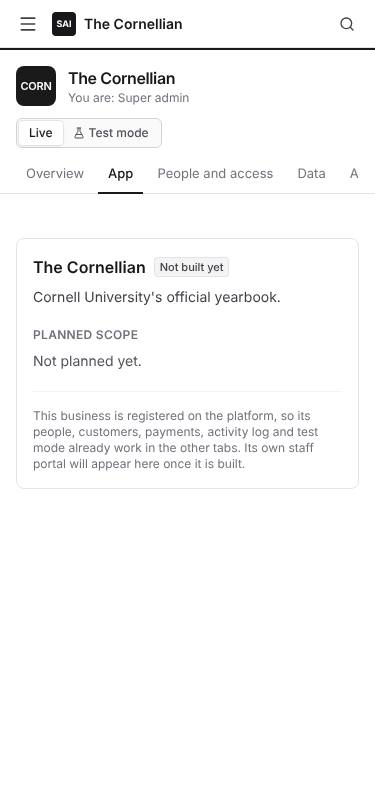 SAI The Cornellian
CORN
The Cornellian
You are: Super admin
Live Test mode
Overview App People and access Data A
The Cornellian Not built yet
Cornell University's official yearbook.
PLANNED SCOPE
Not planned yet.
This business is registered on the platform, so its
people, customers, payments, activity log and test
mode already work in the other tabs. Its own staff
portal will appear here once it is built.